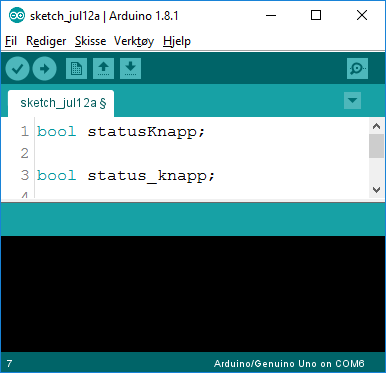 sketch_jul12a | Arduino 1.8.1
Fil Rediger Skisse Verktøy Hjelp
sketch_jul12a §
1 bool statusKnapp;
2
3 bool status_knapp;
4
7 Arduino/Genuino Uno on COM6